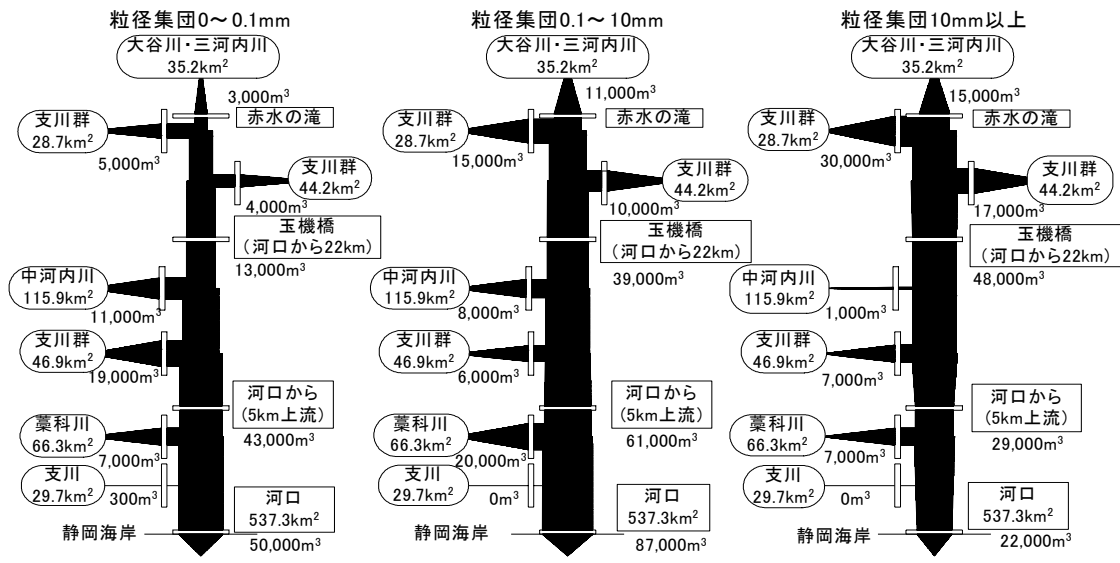 粒径集団0～0.1mm
大谷川・三河内川
35.2km²
3,000m³
赤水の滝
支川群
28.7km²
5,000m³
支川群
44.2km²
4,000m³
玉機橋
（河口から22km）
13,000m³
中河内川
115.9km²
11,000m³
支川群
46.9km²
19,000m³
河口から
（5km上流）
43,000m³
藁科川
66.3km²
7,000m³
支川
29.7km²
300m³
河口
537.3km²
静岡海岸
50,000m³
粒径集団0.1～10mm
大谷川・三河内川
35.2km²
11,000m³
赤水の滝
支川群
28.7km²
15,000m³
支川群
44.2km²
10,000m³
玉機橋
（河口から22km）
39,000m³
中河内川
115.9km²
8,000m³
支川群
46.9km²
6,000m³
河口から
（5km上流）
61,000m³
藁科川
66.3km²
20,000m³
支川
29.7km²
0m³
河口
537.3km²
静岡海岸
87,000m³
粒径集団10mm以上
大谷川・三河内川
35.2km²
15,000m³
赤水の滝
支川群
28.7km²
30,000m³
支川群
44.2km²
17,000m³
玉機橋
（河口から22km）
48,000m³
中河内川
115.9km²
1,000m³
支川群
46.9km²
7,000m³
河口から
（5km上流）
29,000m³
藁科川
66.3km²
7,000m³
支川
29.7km²
0m³
河口
537.3km²
静岡海岸
22,000m³